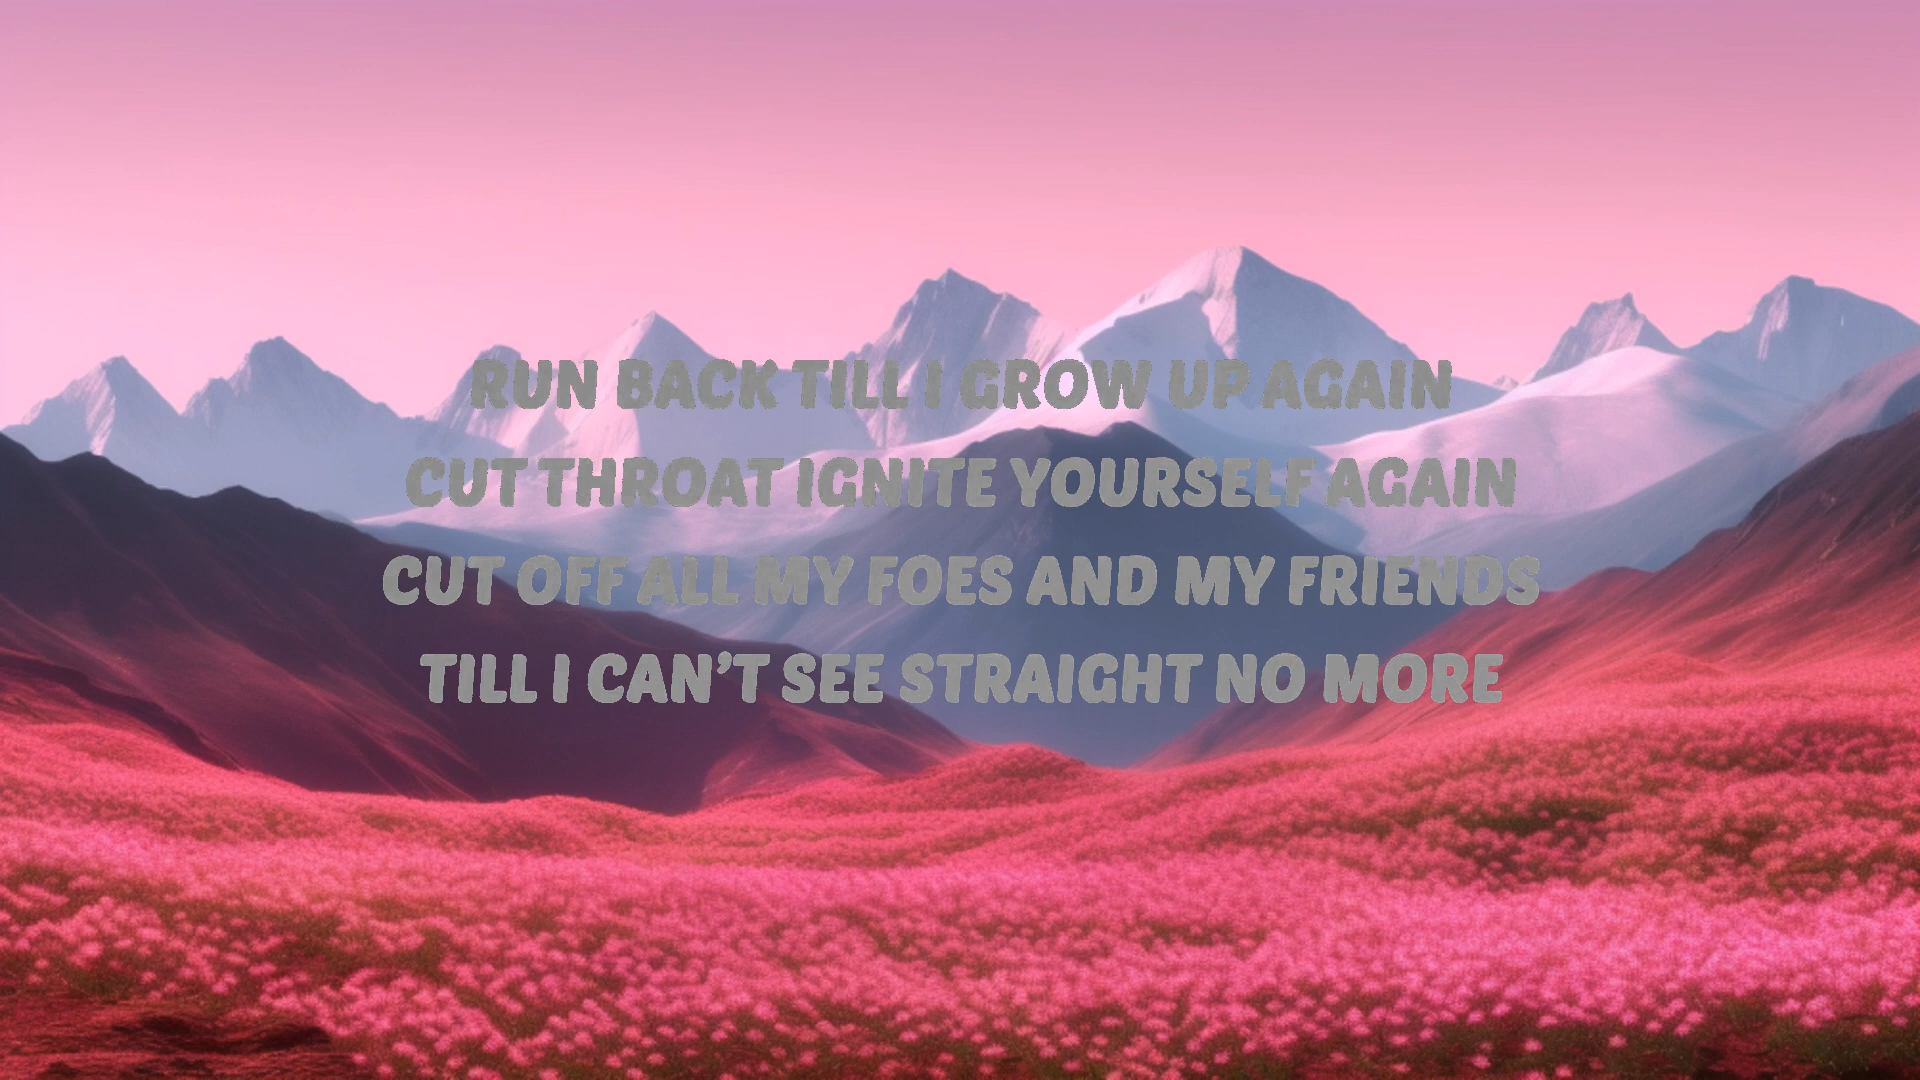 RUN BACK TILL I GROW UP AGAIN
CUT THROAT IGNITE YOURSELF AGAIN
CUT OFF ALL MY FOES AND MY FRIENDS
TILL I CAN’T SEE STRAIGHT NO MORE